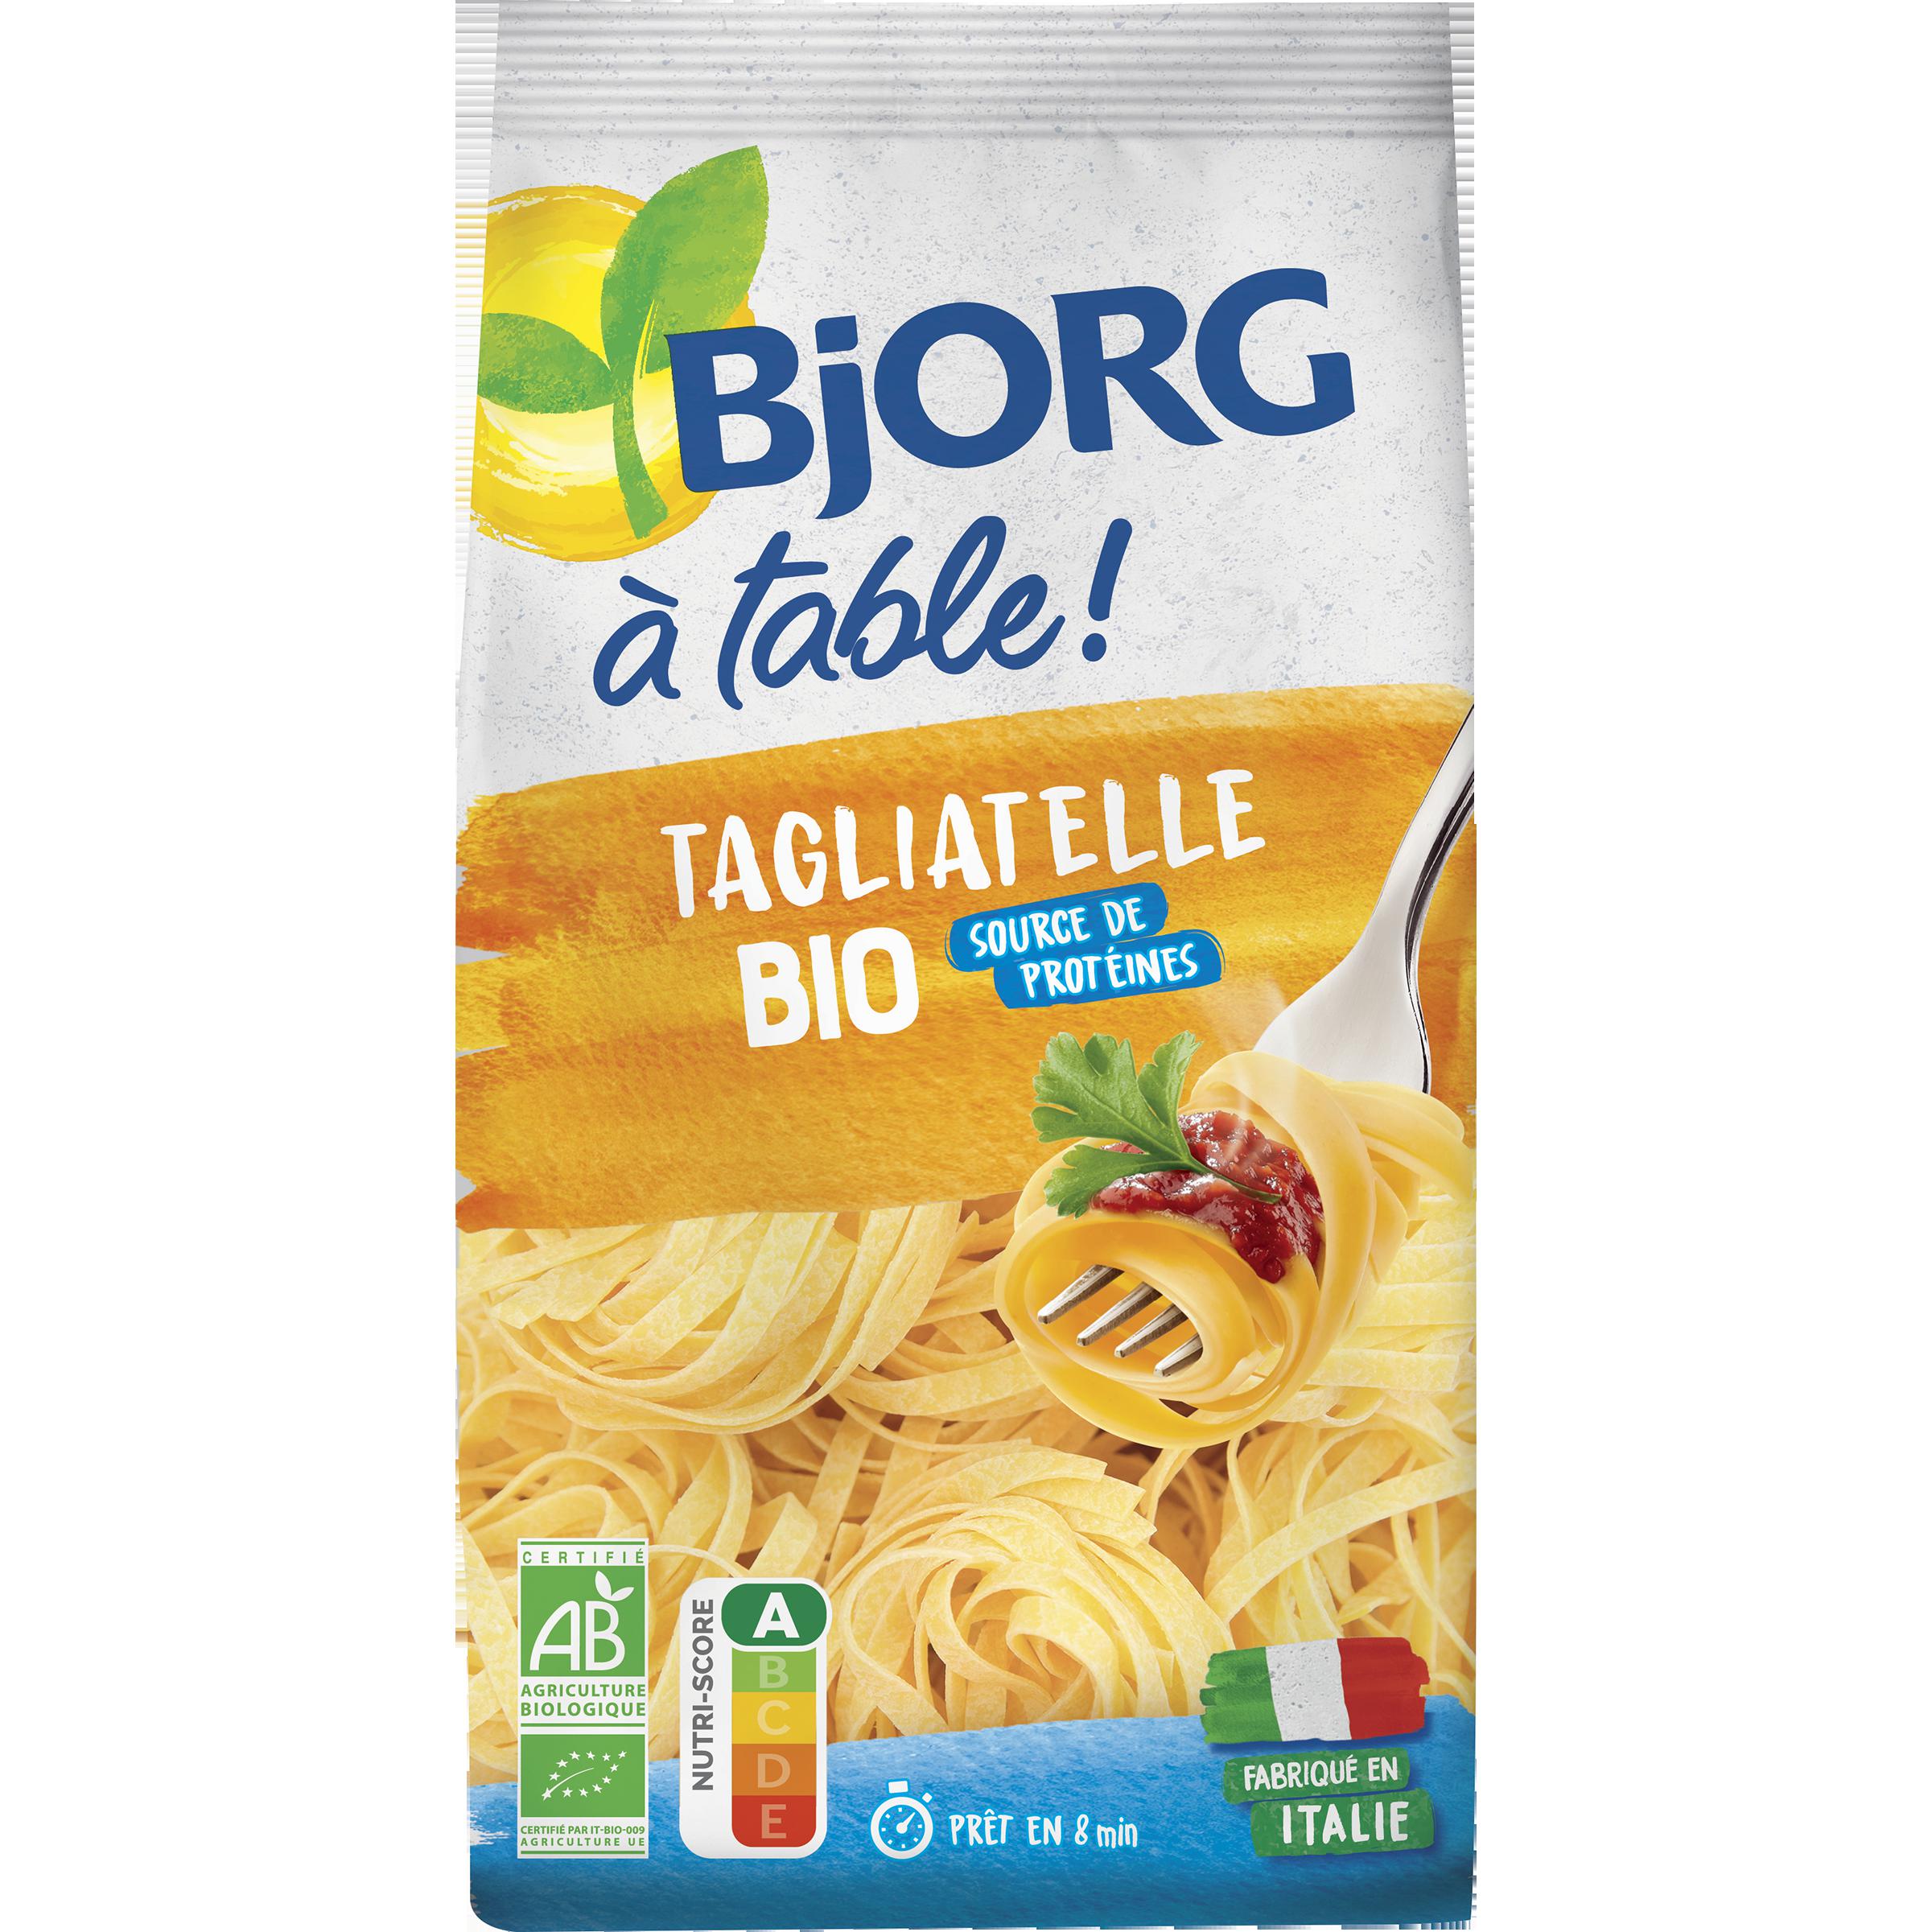 BjORG
à table!
TAGLIATELLE
BIO
SOURCE DE
PROTÉINES
CERTIFIÉ
AB
AGRICULTURE
BIOLOGIQUE
CERTIFIÉ PAR IT-BIO-009
AGRICULTURE UE
NUTRI-SCORE
A
B
C
D
E
PRÊT EN 8 min
FABRIQUÉ EN
ITALIE